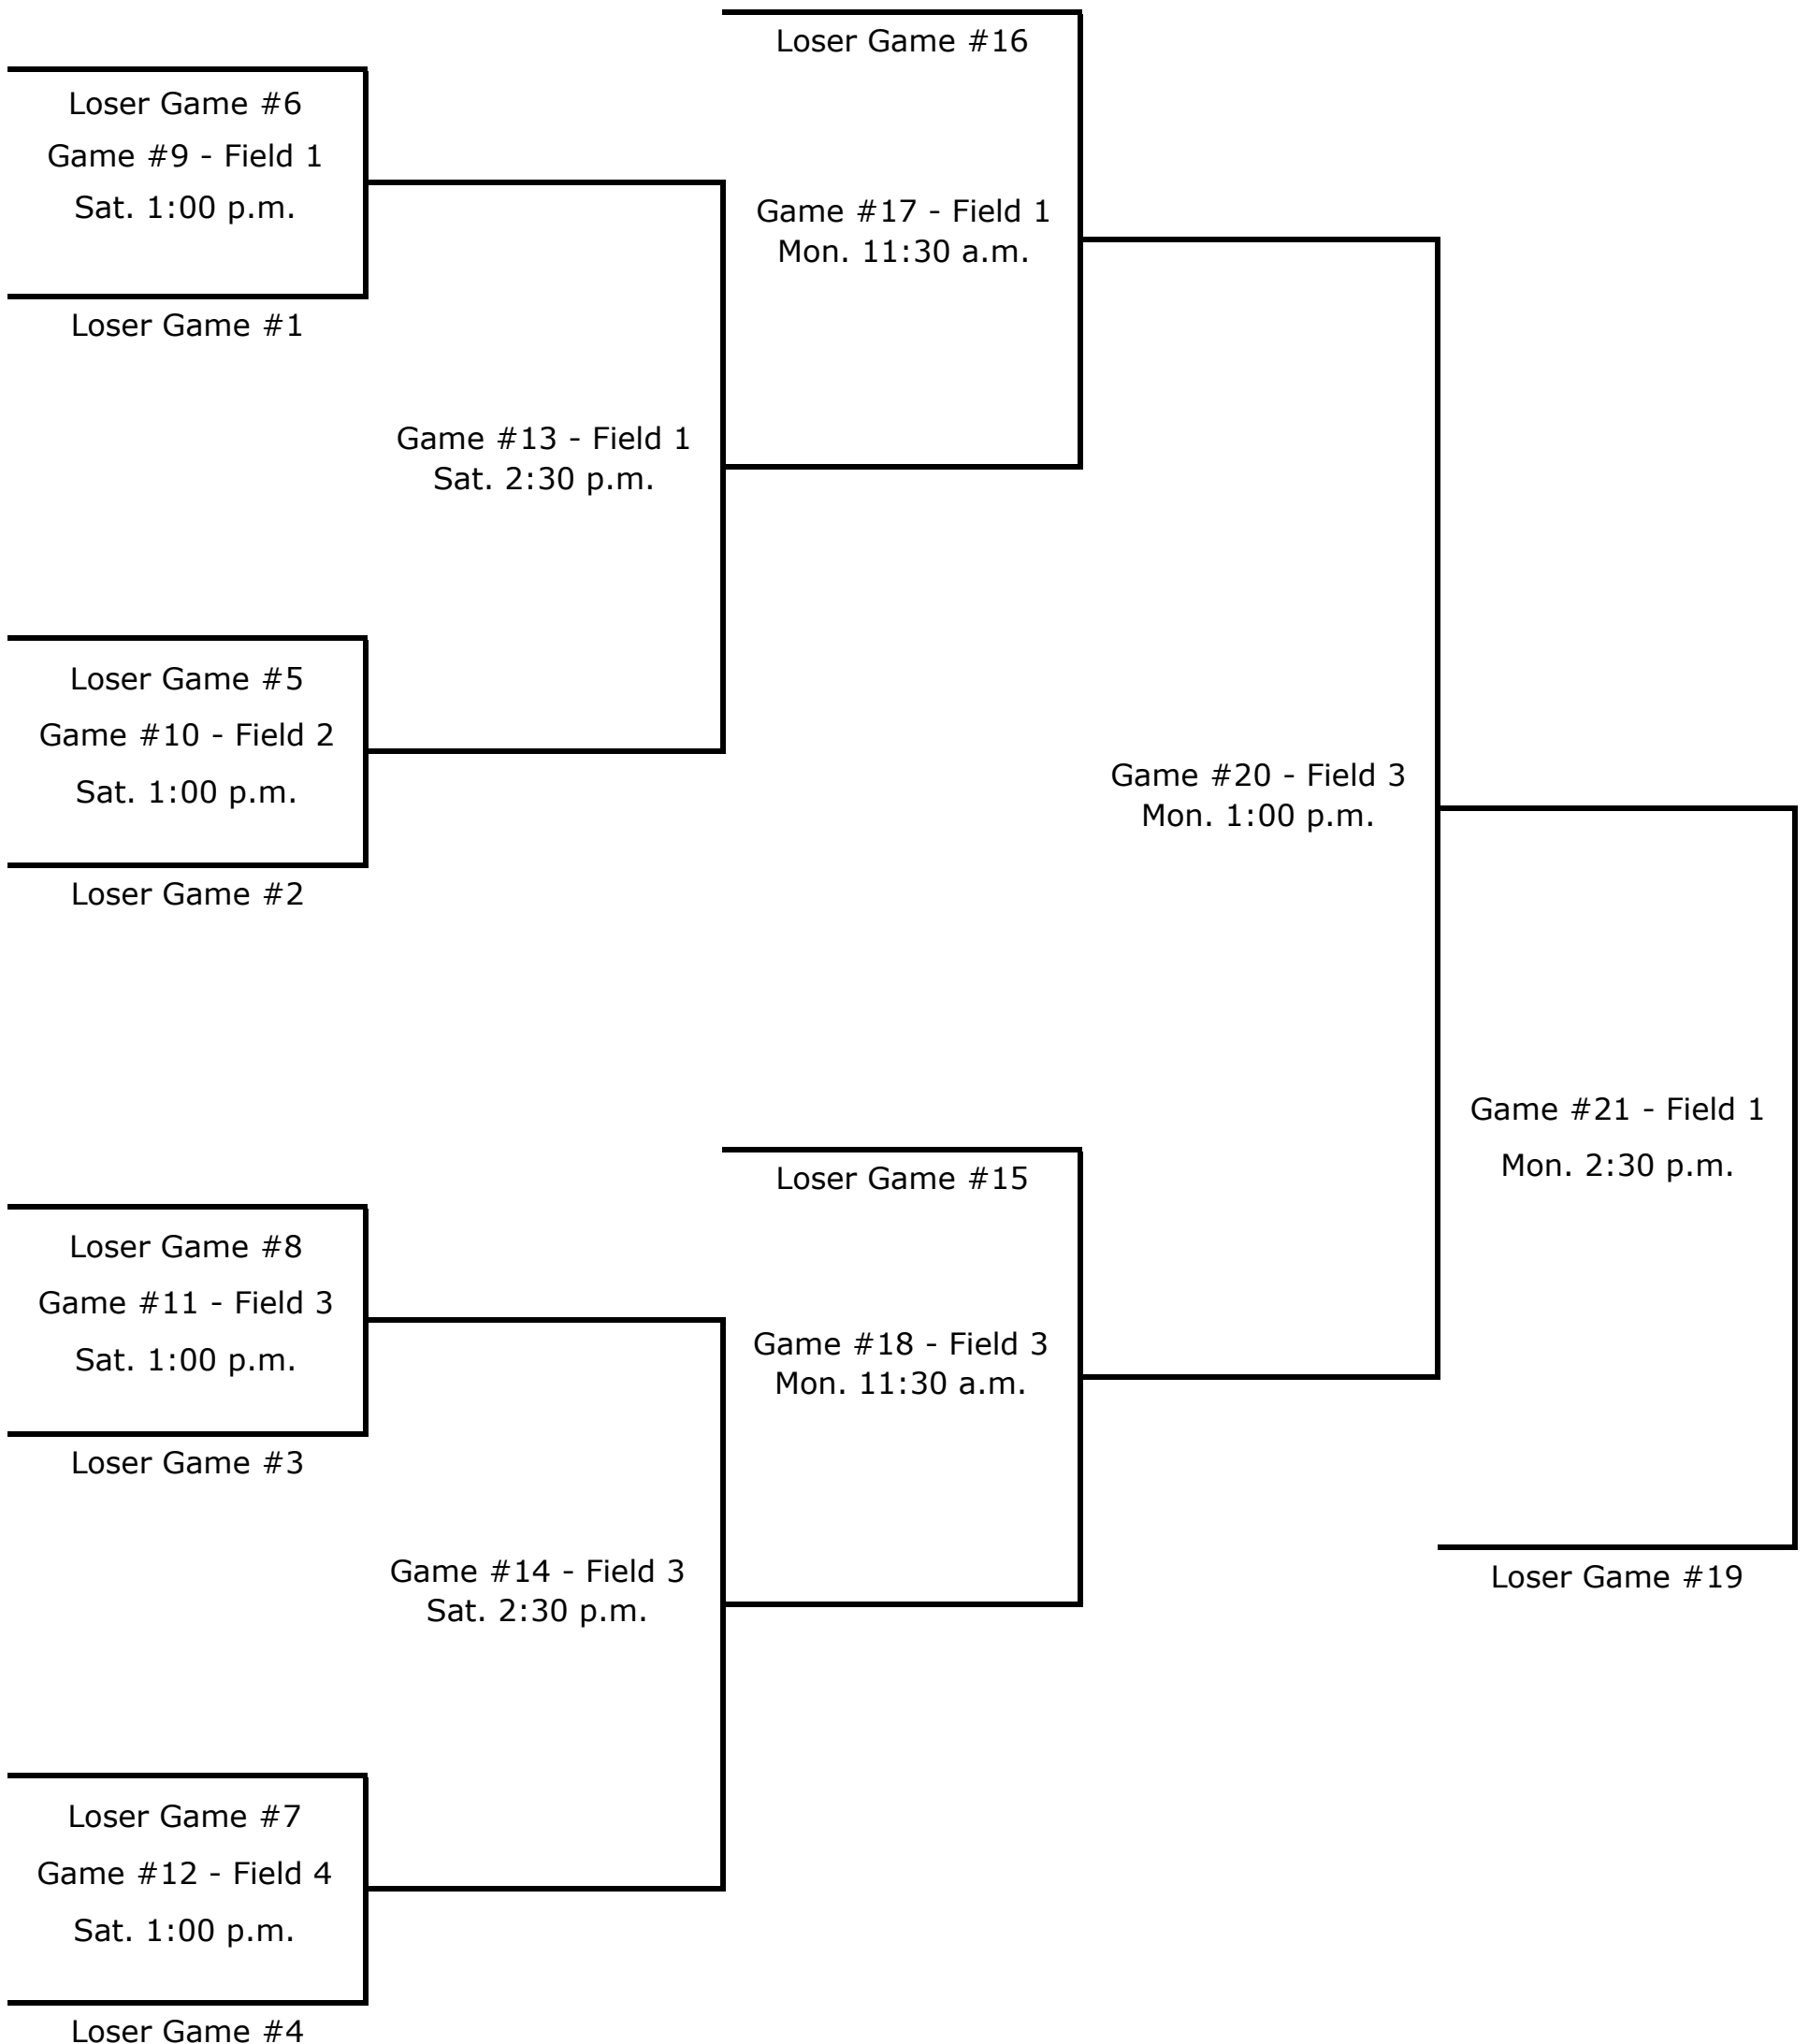 Loser Game #16
Loser Game #6
Game #9 - Field 1
Sat. 1:00 p.m.
Game #17 - Field 1
Mon. 11:30 a.m.
Loser Game #1
Game #13 - Field 1
Sat. 2:30 p.m.
Loser Game #5
Game #10 - Field 2
Sat. 1:00 p.m.
Game #20 - Field 3
Mon. 1:00 p.m.
Loser Game #2
Game #21 - Field 1
Mon. 2:30 p.m.
Loser Game #15
Loser Game #8
Game #11 - Field 3
Sat. 1:00 p.m.
Game #18 - Field 3
Mon. 11:30 a.m.
Loser Game #3
Game #14 - Field 3
Sat. 2:30 p.m.
Loser Game #19
Loser Game #7
Game #12 - Field 4
Sat. 1:00 p.m.
Loser Game #4